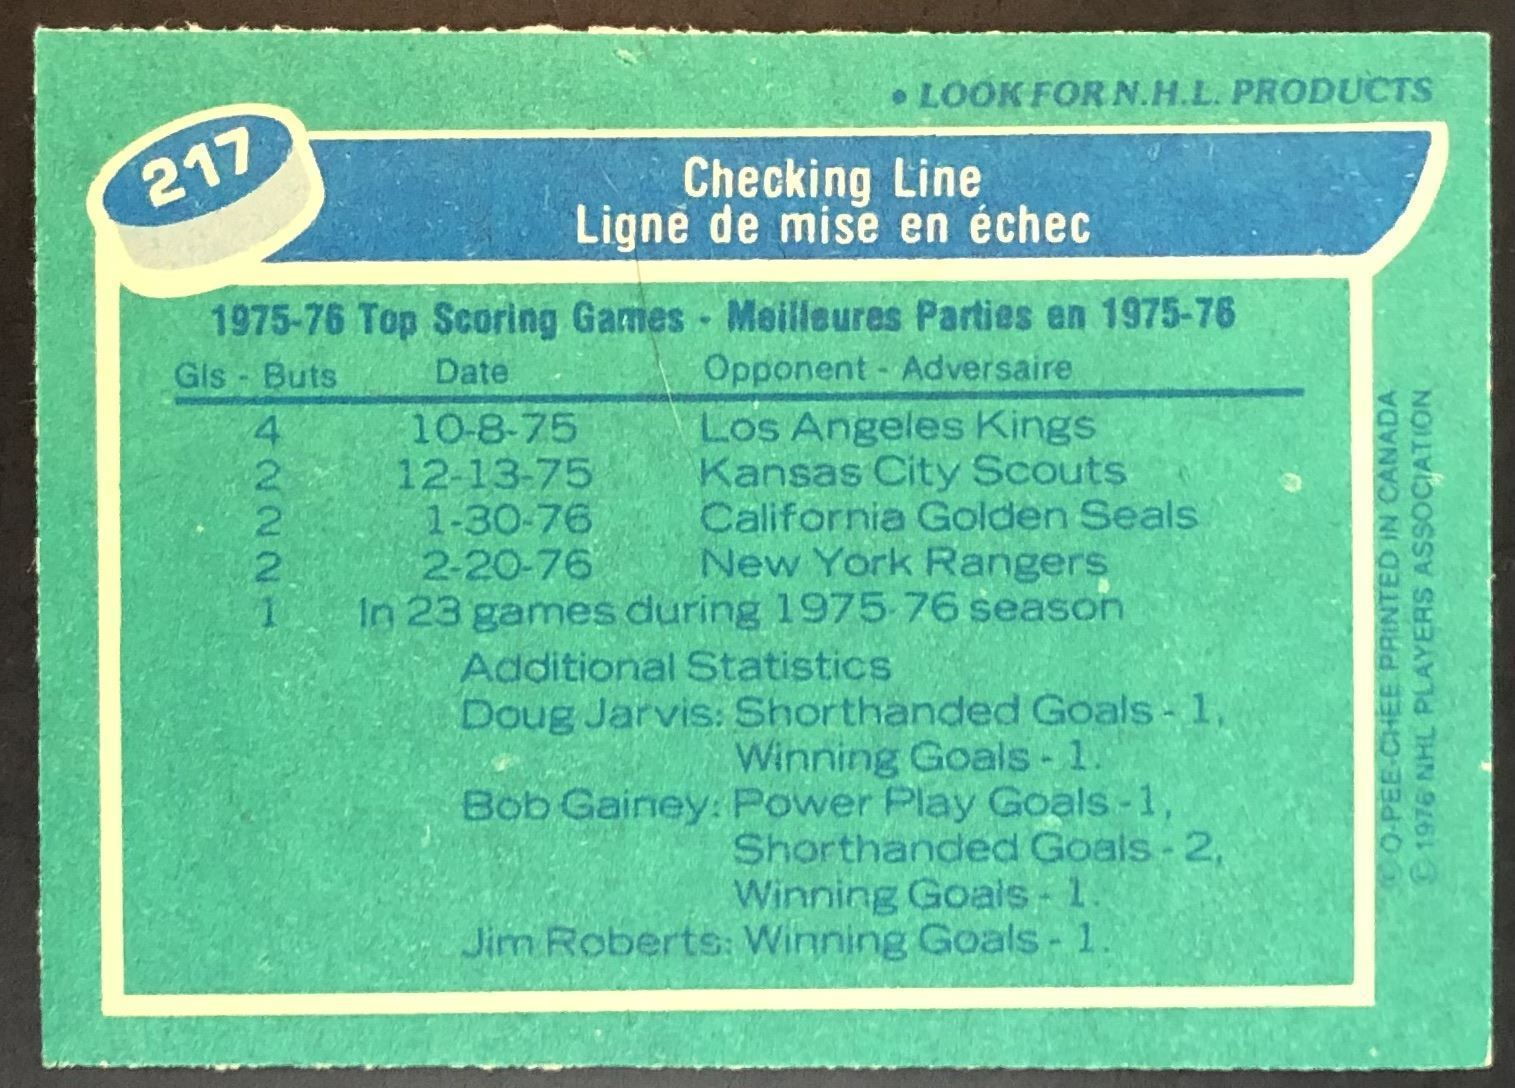 • LOOK FOR N.H.L. PRODUCTS
217
Checking Line
Ligne de mise en échec
1975-76 Top Scoring Games - Meilleures Parties en 1975-76
Gls - Buts Date Opponent - Adversaire
4 10-8-75 Los Angeles Kings
2 12-13-75 Kansas City Scouts
2 1-30-76 California Golden Seals
2 2-20-76 New York Rangers
1 In 23 games during 1975-76 season
Additional Statistics
Doug Jarvis: Shorthanded Goals - 1,
Winning Goals - 1.
Bob Gainey: Power Play Goals - 1,
Shorthanded Goals - 2,
Winning Goals - 1.
Jim Roberts: Winning Goals - 1.
© O-PEE-CHEE PRINTED IN CANADA
© 1976 NHL PLAYERS ASSOCIATION